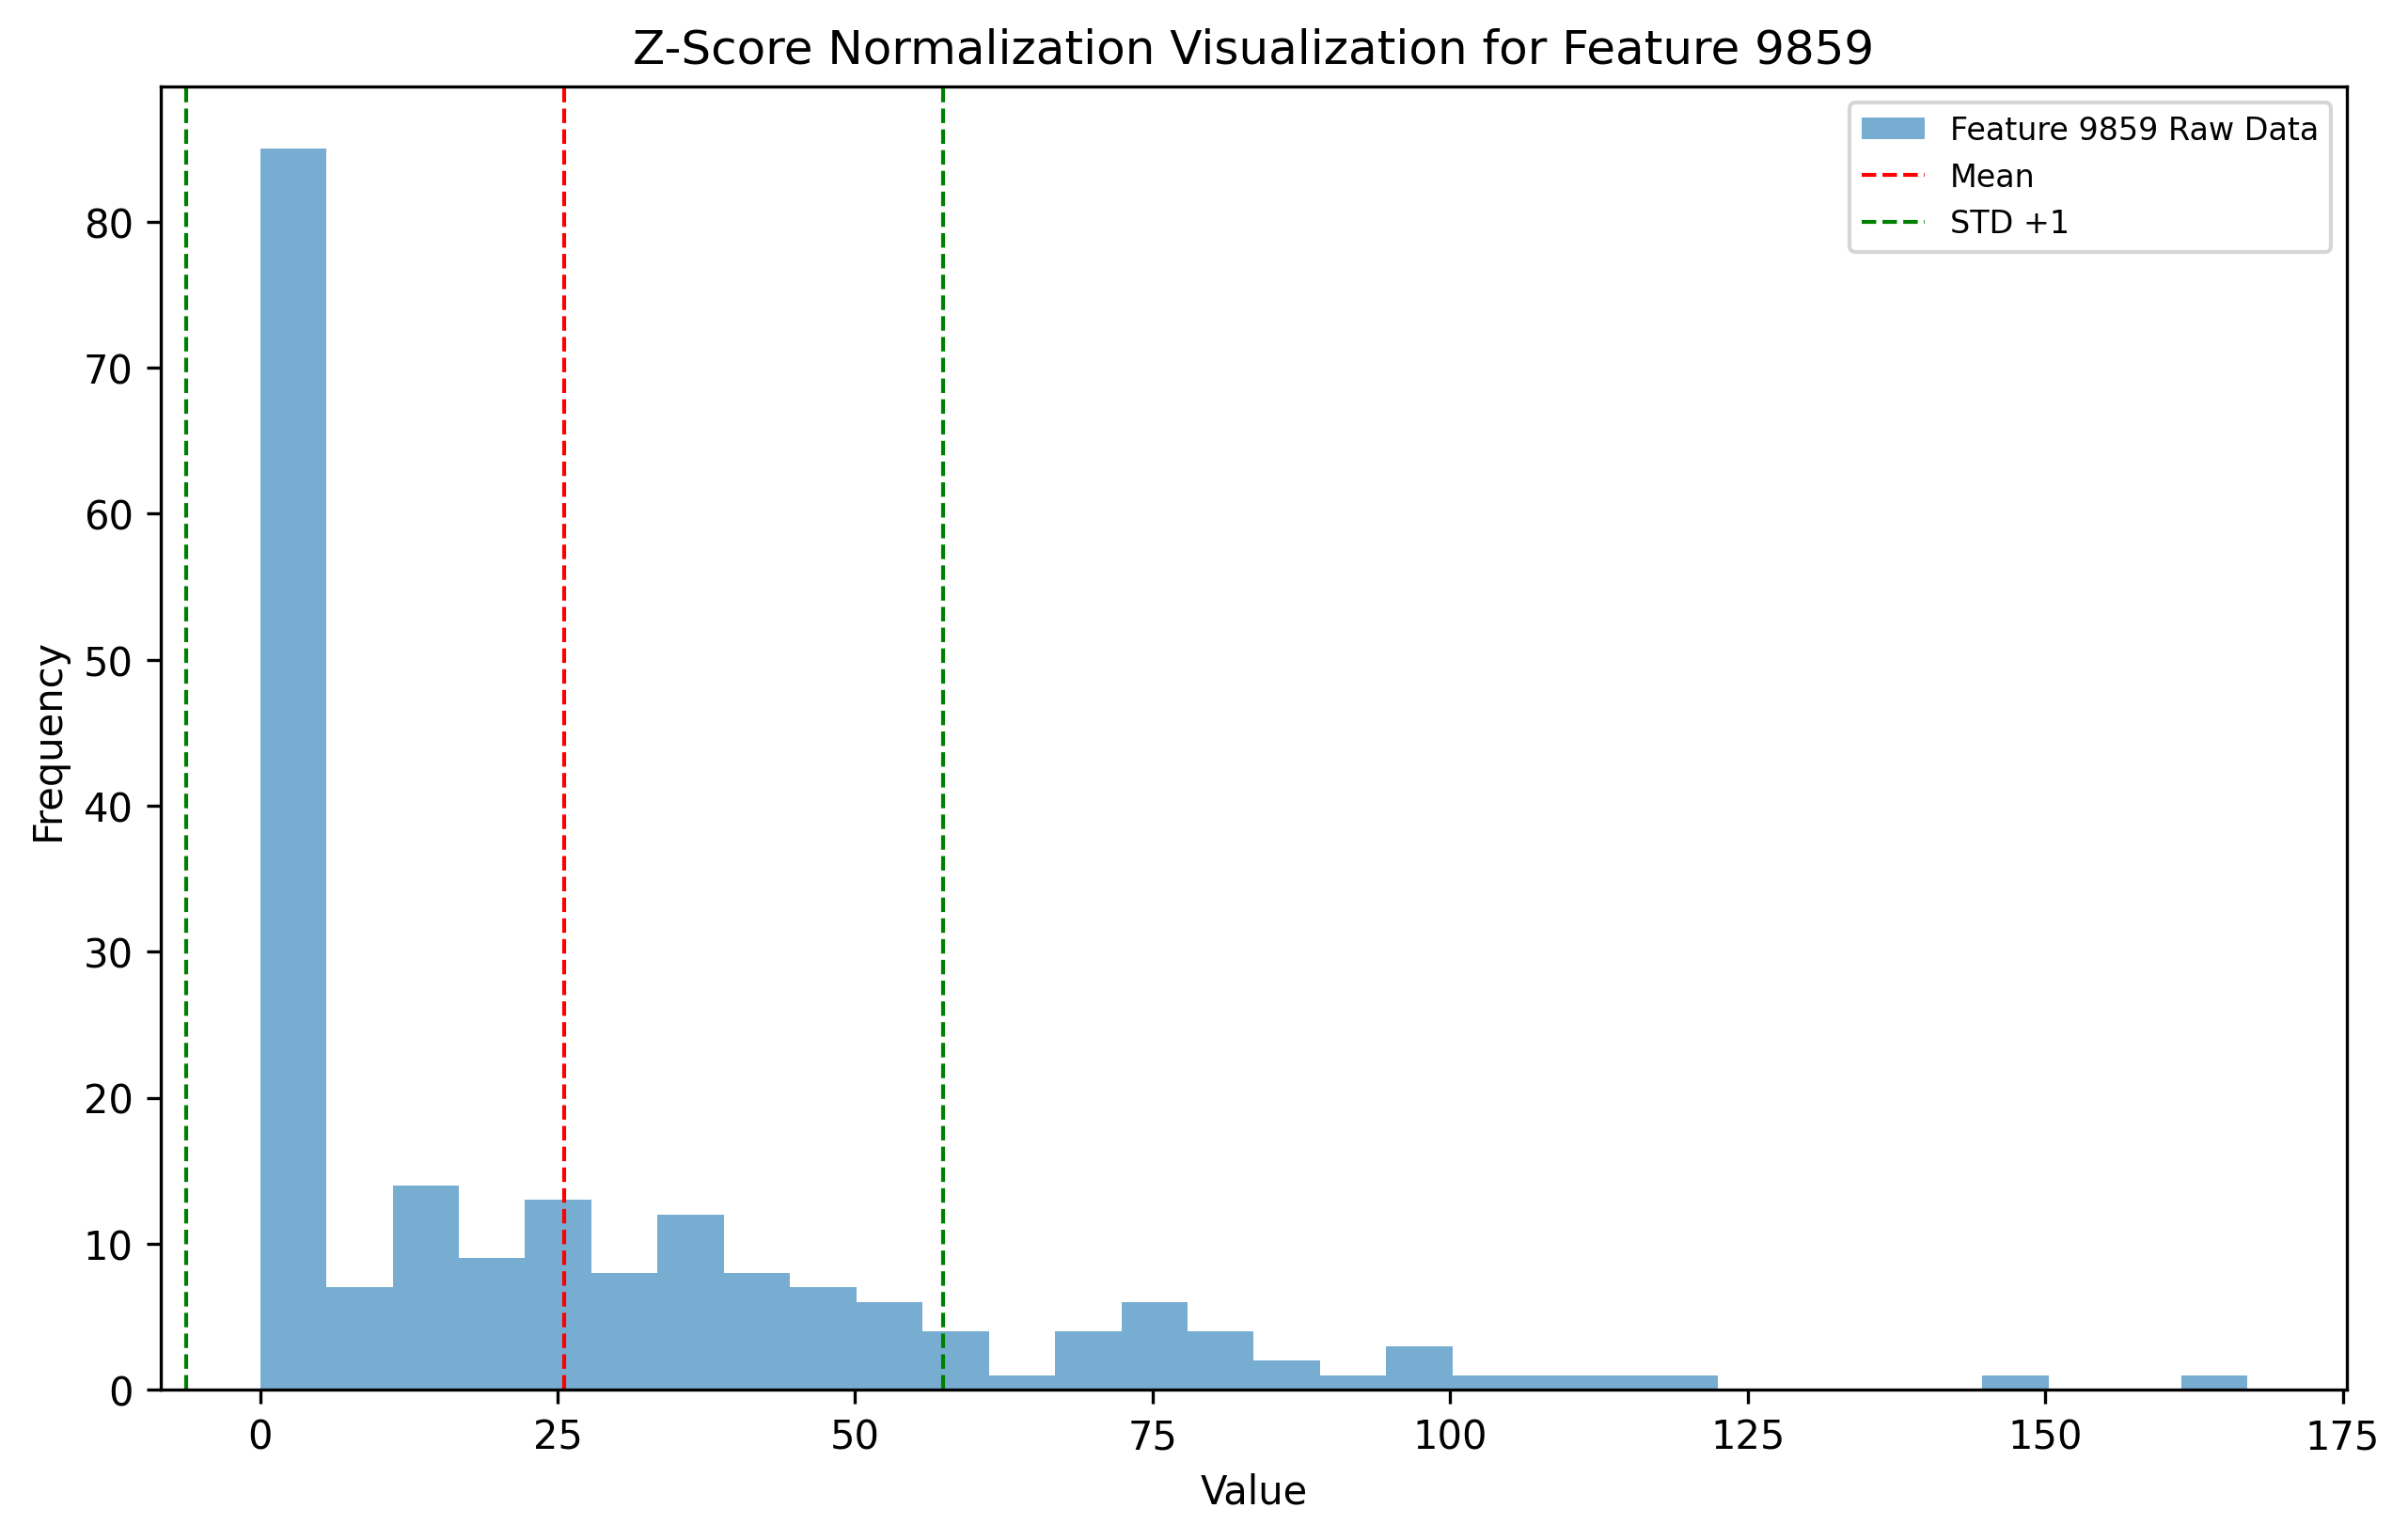 Z-Score Normalization Visualization for Feature 9859
Feature 9859 Raw Data
Mean
STD +1
Frequency
80
70
60
50
40
30
20
10
0
0 25 50 75 100 125 150 175
Value